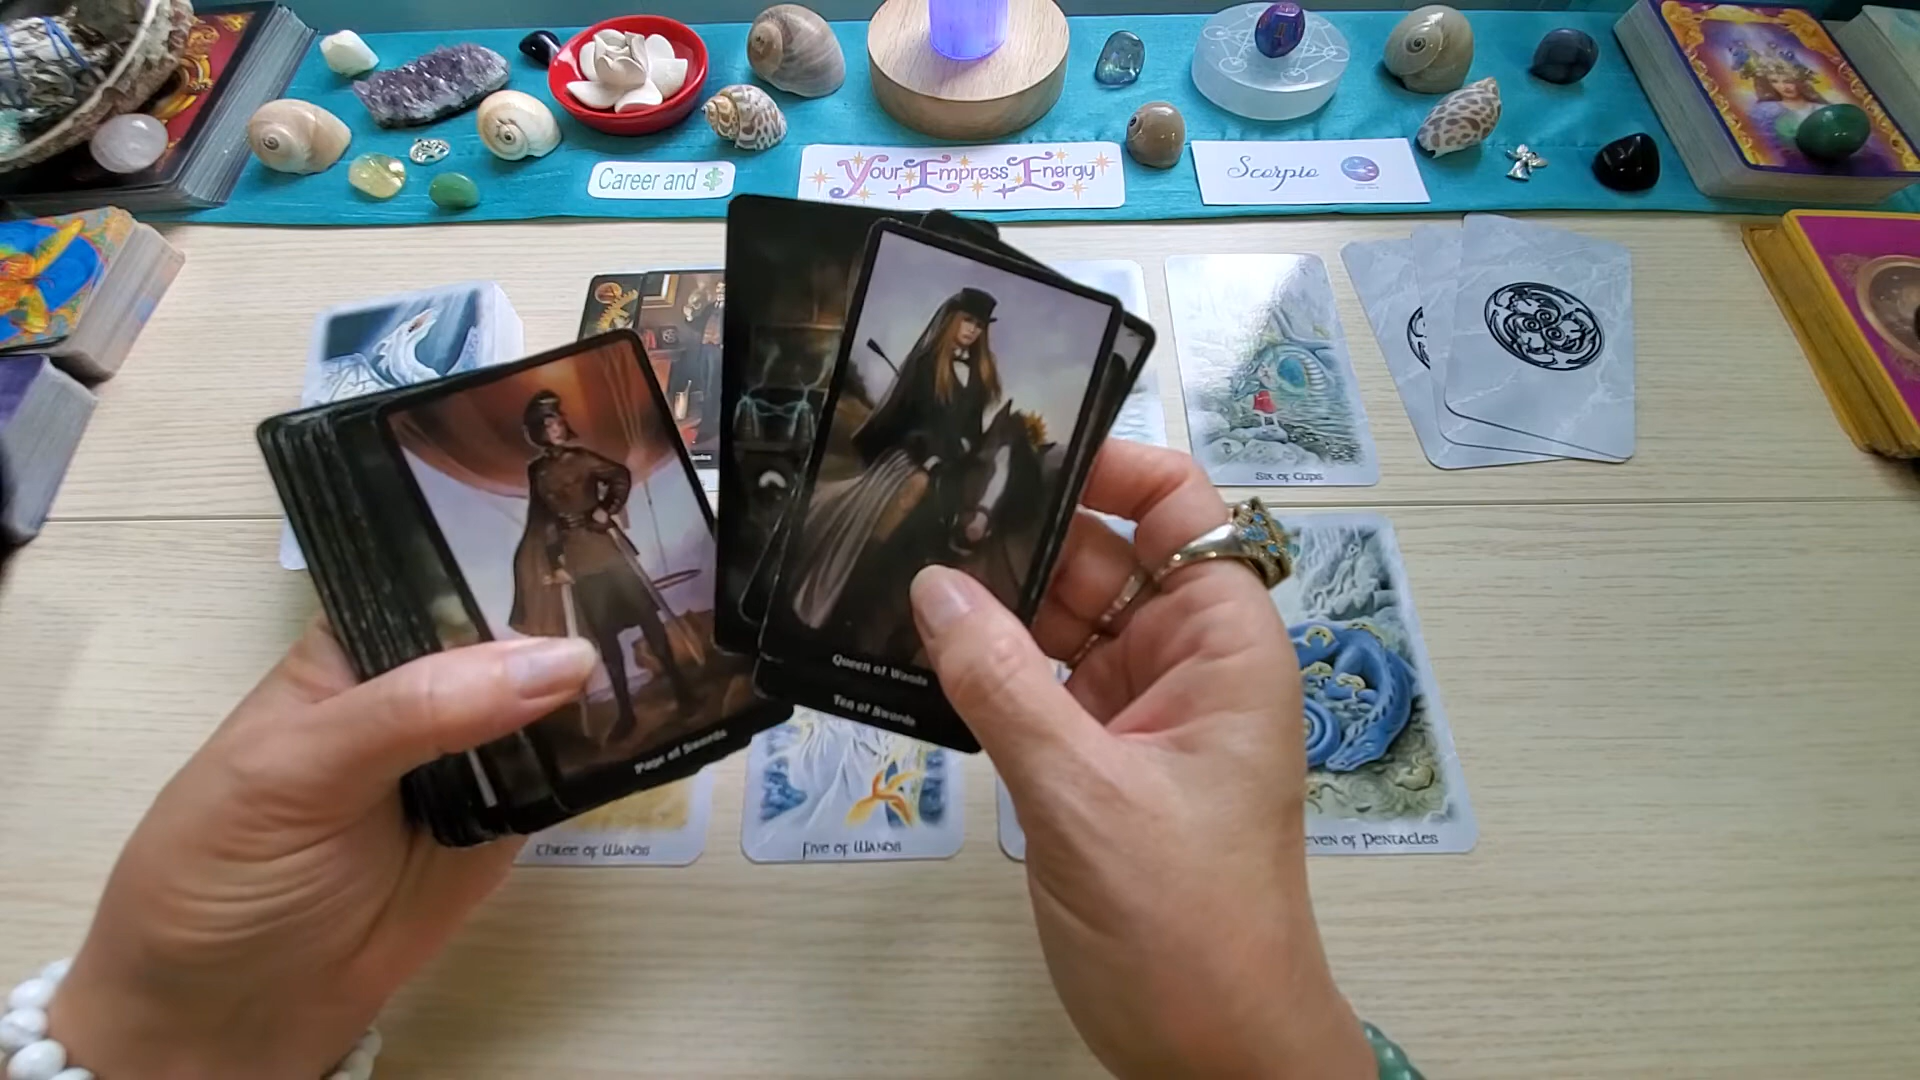 Career and $
Your Empress Energy
Scorpio
Six of Cups
Queen of Wands
Ten of Swords
Page of Swords
Three of Wands
Five of Wands
even of Pentacles